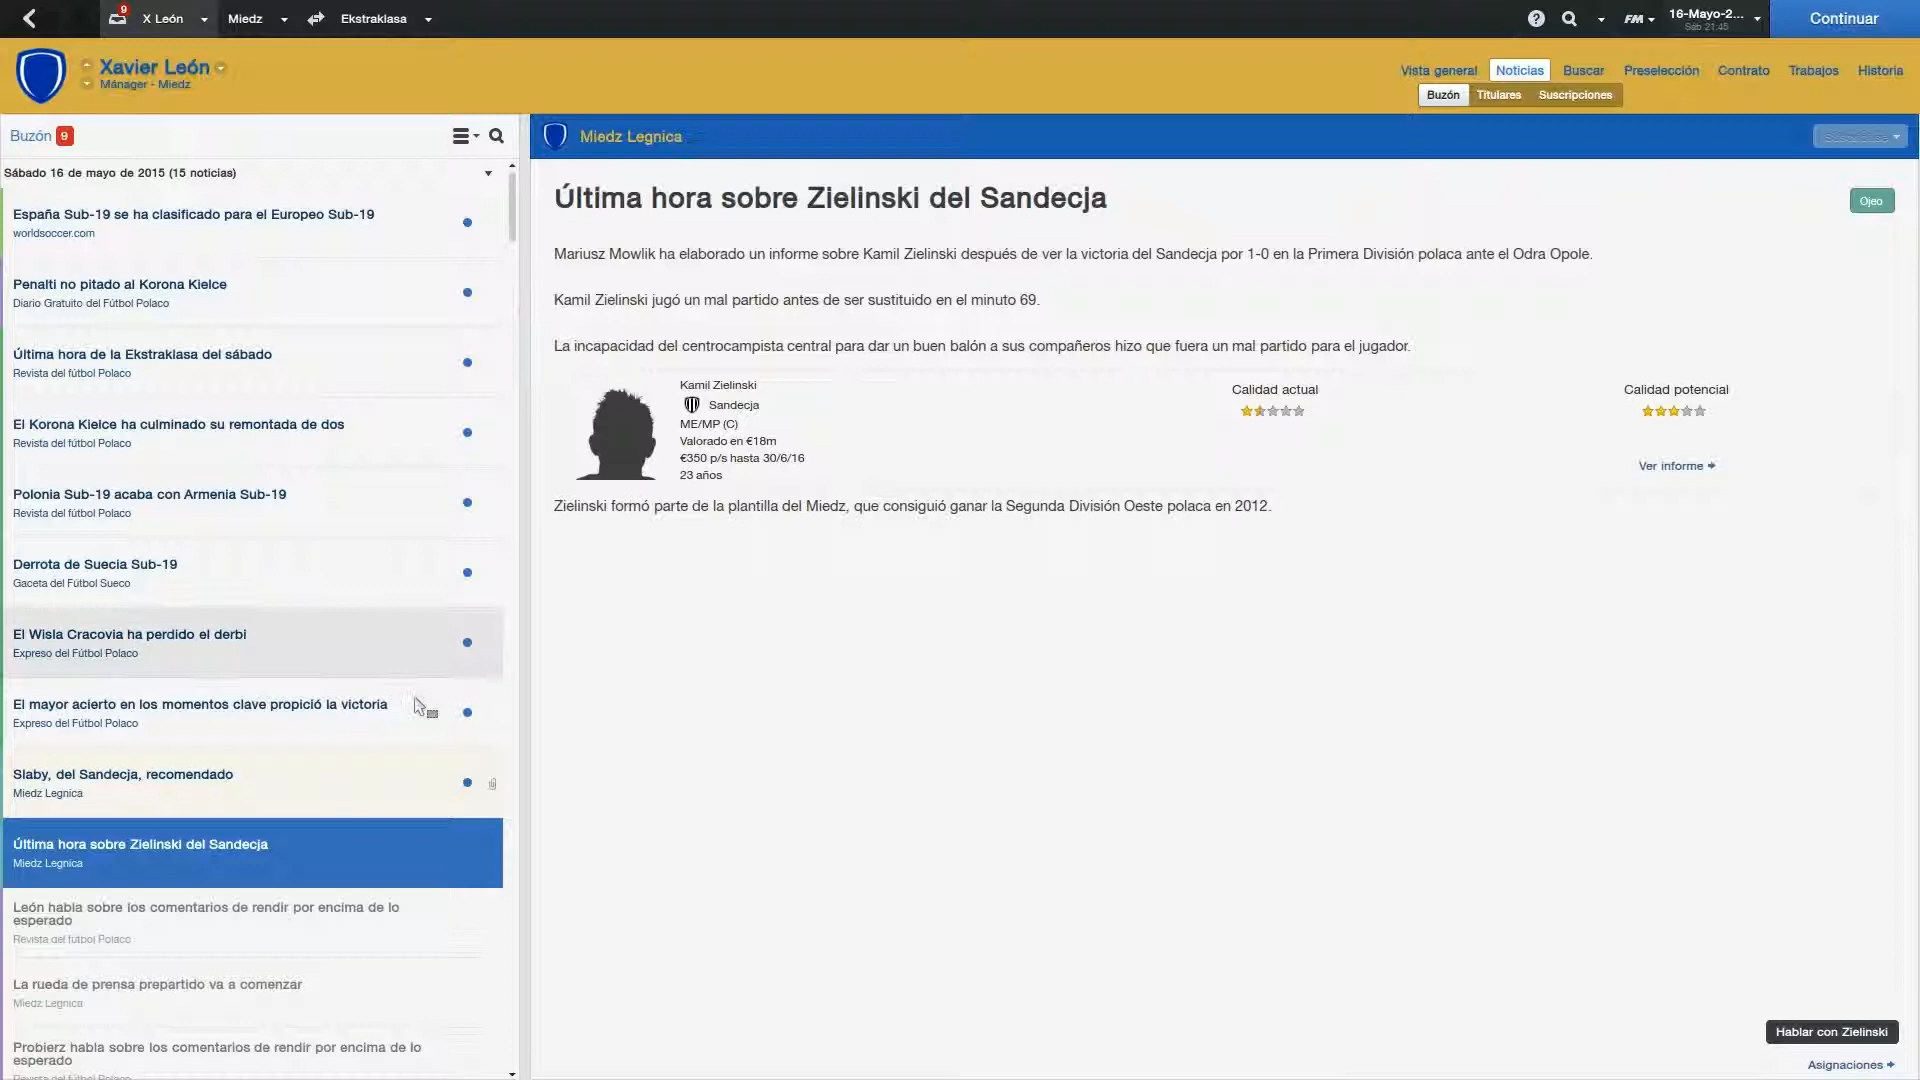 9
X León
Miedz
Ekstraklasa
FM
16-Mayo-2...
Sáb 21:45
Continuar
Xavier León
Mánager - Miedz
Vista general
Noticias
Buscar
Preselección
Contrato
Trabajos
Historia
Buzón
Titulares
Suscripciones
Buzón 9
Sábado 16 de mayo de 2015 (15 noticias)
España Sub-19 se ha clasificado para el Europeo Sub-19
worldsoccer.com
Penalti no pitado al Korona Kielce
Diario Gratuito del Fútbol Polaco
Última hora de la Ekstraklasa del sábado
Revista del fútbol Polaco
El Korona Kielce ha culminado su remontada de dos
Revista del fútbol Polaco
Polonia Sub-19 acaba con Armenia Sub-19
Revista del fútbol Polaco
Derrota de Suecia Sub-19
Gaceta del Fútbol Sueco
El Wisla Cracovia ha perdido el derbi
Expreso del Fútbol Polaco
El mayor acierto en los momentos clave propició la victoria
Expreso del Fútbol Polaco
Slaby, del Sandecja, recomendado
Miedz Legnica
Última hora sobre Zielinski del Sandecja
Miedz Legnica
León habla sobre los comentarios de rendir por encima de lo
esperado
Revista del fútbol Polaco
La rueda de prensa prepartido va a comenzar
Miedz Legnica
Probierz habla sobre los comentarios de rendir por encima de lo
esperado
Revista del fútbol Polaco
Miedz Legnica
Última hora sobre Zielinski del Sandecja
Ojeo
Mariusz Mowlik ha elaborado un informe sobre Kamil Zielinski después de ver la victoria del Sandecja por 1-0 en la Primera División polaca ante el Odra Opole.
Kamil Zielinski jugó un mal partido antes de ser sustituido en el minuto 69.
La incapacidad del centrocampista central para dar un buen balón a sus compañeros hizo que fuera un mal partido para el jugador.
Kamil Zielinski
Sandecja
ME/MP (C)
Valorado en €18m
€350 p/s hasta 30/6/16
23 años
Calidad actual
Calidad potencial
Ver informe
Zielinski formó parte de la plantilla del Miedz, que consiguió ganar la Segunda División Oeste polaca en 2012.
Hablar con Zielinski
Asignaciones